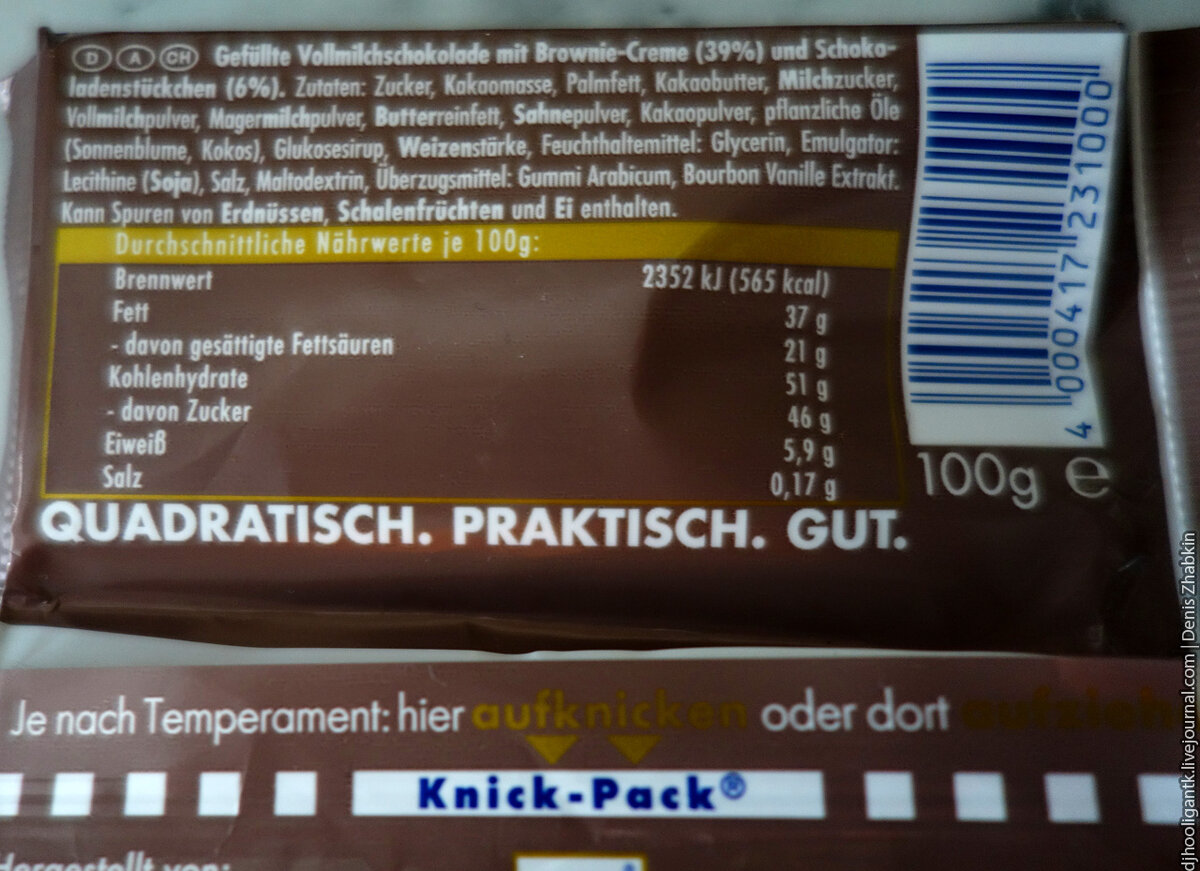 D A CH Gefüllte Vollmilchschokolade mit Brownie-Creme (39%) und Schoko-
ladenstückchen (6%). Zutaten: Zucker, Kakaomasse, Palmfett, Kakaobutter, Milchzucker,
Vollmilchpulver, Magermilchpulver, Butterreinfett, Sahnepulver, Kakaopulver, pflanzliche Öle
(Sonnenblume, Kokos), Glukosesirup, Weizenstärke, Feuchthaltemittel: Glycerin, Emulgator:
Lecithine (Soja), Salz, Maltodextrin, Überzugsmittel: Gummi Arabicum, Bourbon Vanille Extrakt.
Kann Spuren von Erdnüssen, Schalenfrüchten und Ei enthalten.
Durchschnittliche Nährwerte je 100g:
Brennwert 2352 kJ (565 kcal)
Fett 37 g
- davon gesättigte Fettsäuren 21 g
Kohlenhydrate 51 g
- davon Zucker 46 g
Eiweiß 5,9 g
Salz 0,17 g
4 000417 231000
100g e
QUADRATISCH. PRAKTISCH. GUT.
Je nach Temperament: hier aufknicken oder dort
Knick-Pack®
Hergestellt von:
djhooligantk.livejournal.com | Denis Zhabkin